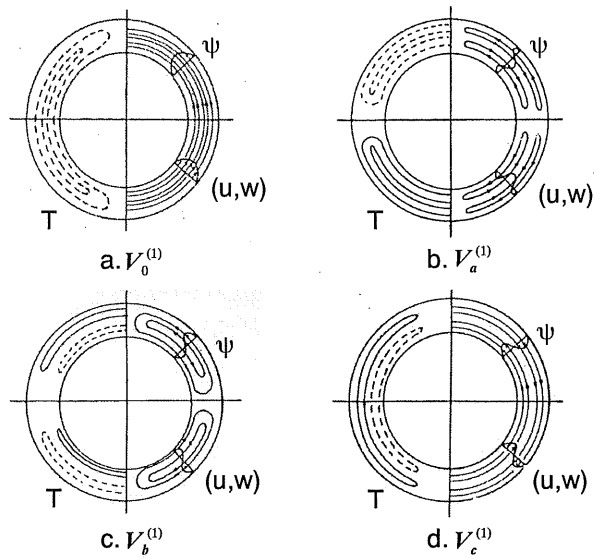 ψ
(u,w)
T
a. V₀⁽¹⁾
ψ
(u,w)
T
b. Vₐ⁽¹⁾
ψ
(u,w)
T
c. V_b⁽¹⁾
ψ
(u,w)
T
d. V_c⁽¹⁾